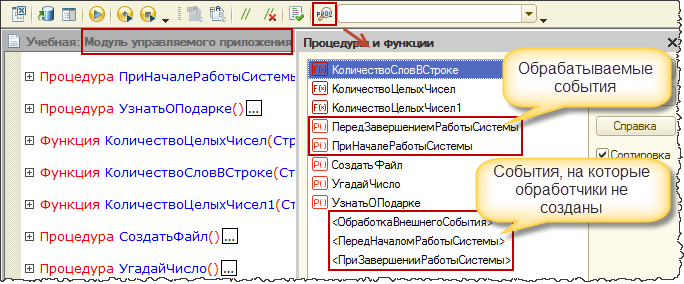 PROC
Учебная: Модуль управляемого приложения
Процедура ПриНачалеРаботыСистемы
Процедура УзнатьОПодарке()...
Функция КоличествоЦелыхЧисел(Стр
Функция КоличествоСловВСтроке(Ст
Функция КоличествоЦелыхЧисел1(Ст
Процедура СоздатьФайл()...
Процедура УгадайЧисло()...
Процедуры и функции
F(x) КоличествоСловВСтроке
F(x) КоличествоЦелыхЧисел
F(x) КоличествоЦелыхЧисел1
P() ПередЗавершениемРаботыСистемы
P() ПриНачалеРаботыСистемы
P() СоздатьФайл
P() УгадайЧисло
P() УзнатьОПодарке
<ОбработкаВнешнегоСобытия>
<ПередНачаломРаботыСистемы>
<ПриЗавершенииРаботыСистемы>
Обрабатываемые
события
Справка
Сортировка
События, на которые
обработчики не
созданы